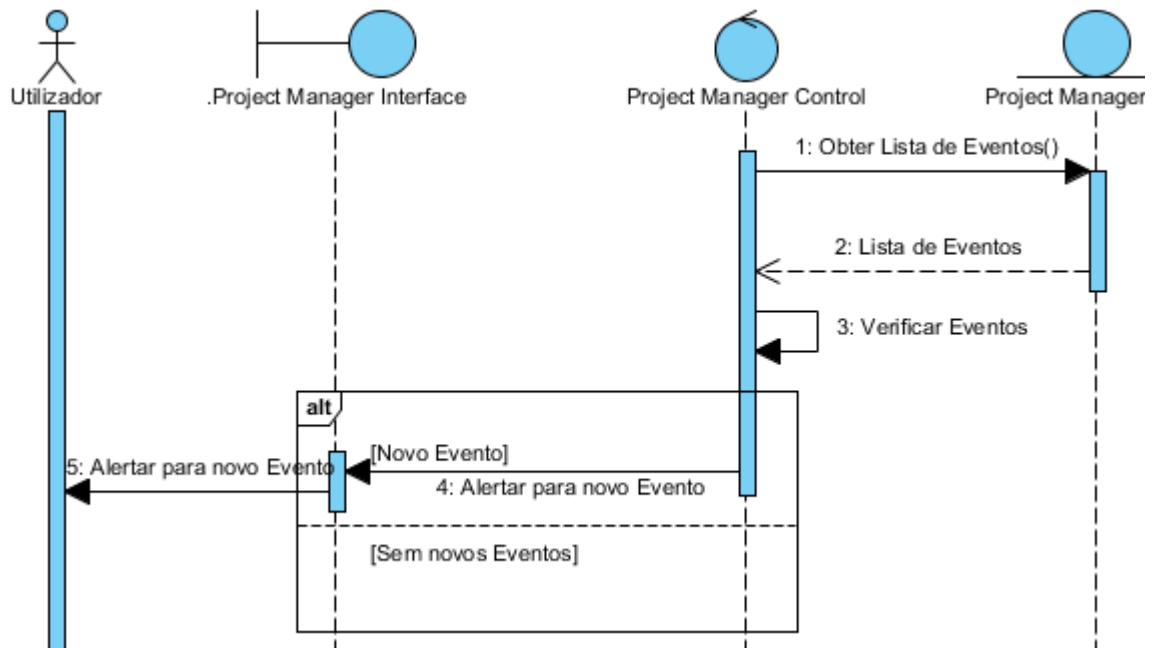 Utilizador
.Project Manager Interface
Project Manager Control
Project Manager
1: Obter Lista de Eventos()
2: Lista de Eventos
3: Verificar Eventos
alt
[Novo Evento]
5: Alertar para novo Evento
4: Alertar para novo Evento
[Sem novos Eventos]